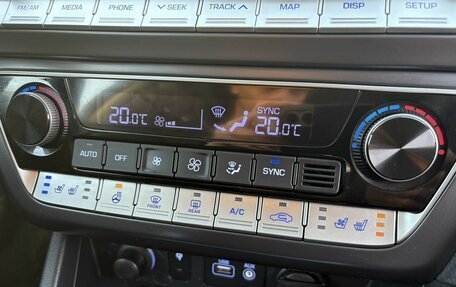 FM/AM MEDIA PHONE SEEK TRACK MAP DISP SETUP
20.0°C SYNC 20.0°C
AUTO OFF SYNC
FRONT REAR A/C
AUX